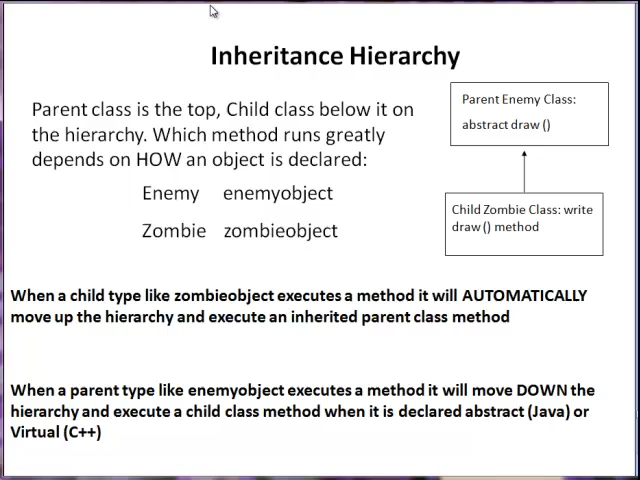 Inheritance Hierarchy
Parent class is the top, Child class below it on
the hierarchy. Which method runs greatly
depends on HOW an object is declared:
Enemy enemyobject
Zombie zombieobject
Parent Enemy Class:
abstract draw ()
Child Zombie Class: write
draw () method
When a child type like zombieobject executes a method it will AUTOMATICALLY
move up the hierarchy and execute an inherited parent class method
When a parent type like enemyobject executes a method it will move DOWN the
hierarchy and execute a child class method when it is declared abstract (Java) or
Virtual (C++)